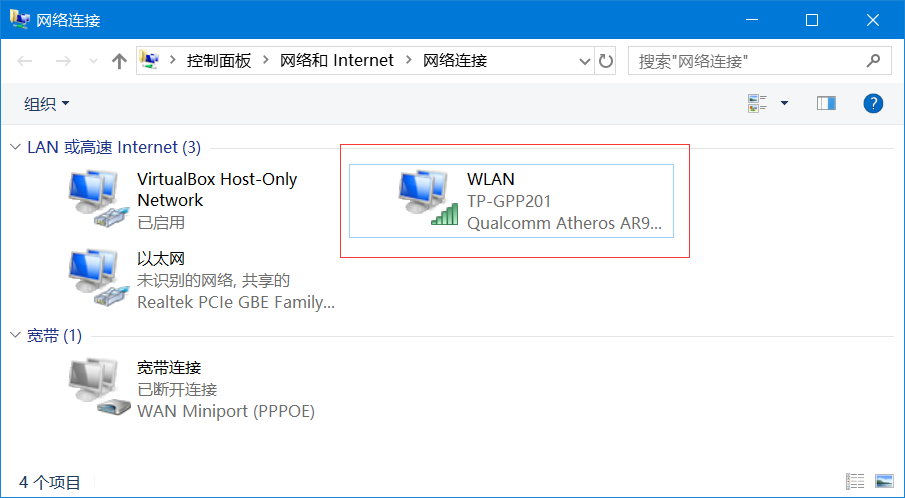 网络连接
控制面板 > 网络和 Internet > 网络连接
搜索"网络连接"
组织
LAN 或高速 Internet (3)
VirtualBox Host-Only
Network
已启用
WLAN
TP-GPP201
Qualcomm Atheros AR9...
以太网
未识别的网络, 共享的
Realtek PCIe GBE Family...
宽带 (1)
宽带连接
已断开连接
WAN Miniport (PPPOE)
4 个项目